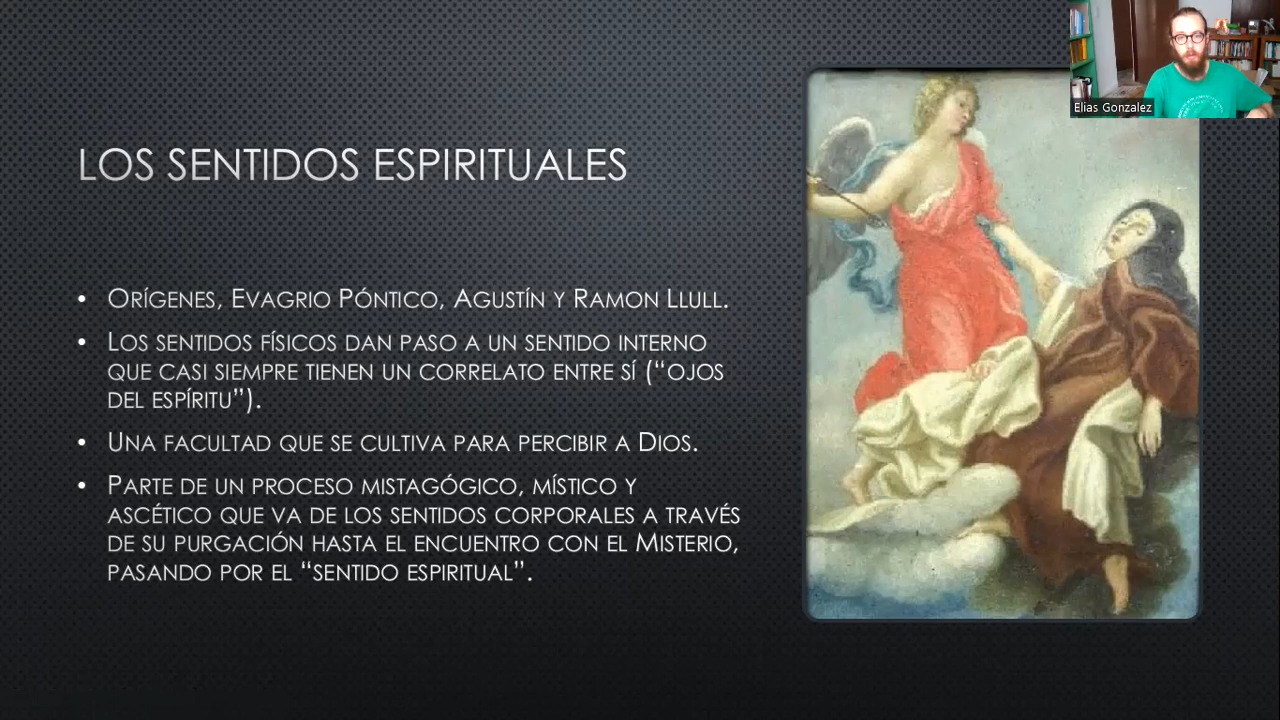 LOS SENTIDOS ESPIRITUALES
• ORÍGENES, EVAGRIO PÓNTICO, AGUSTÍN Y RAMON LLULL.
• LOS SENTIDOS FÍSICOS DAN PASO A UN SENTIDO INTERNO
QUE CASI SIEMPRE TIENEN UN CORRELATO ENTRE SÍ (“OJOS
DEL ESPÍRITU”).
• UNA FACULTAD QUE SE CULTIVA PARA PERCIBIR A DIOS.
• PARTE DE UN PROCESO MISTAGÓGICO, MÍSTICO Y
ASCÉTICO QUE VA DE LOS SENTIDOS CORPORALES A TRAVÉS
DE SU PURGACIÓN HASTA EL ENCUENTRO CON EL MISTERIO,
PASANDO POR EL “SENTIDO ESPIRITUAL”.
Elias Gonzalez